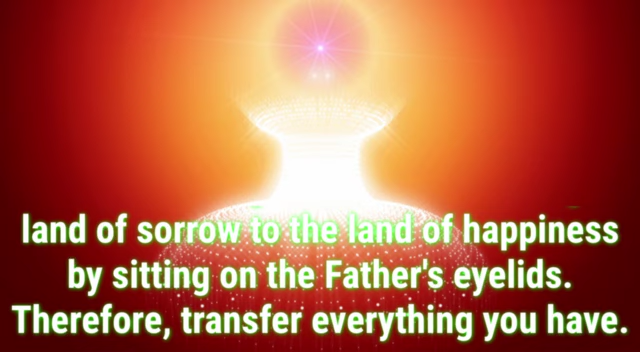 land of sorrow to the land of happiness
by sitting on the Father's eyelids.
Therefore, transfer everything you have.